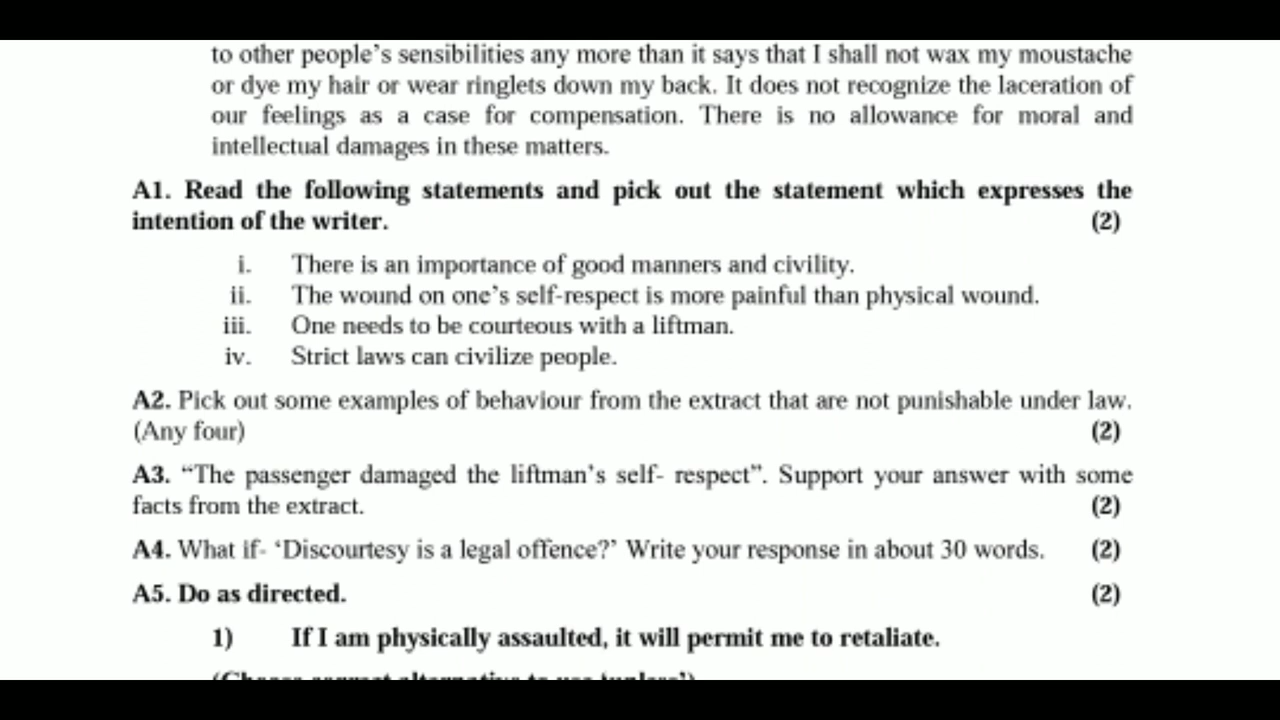 to other people's sensibilities any more than it says that I shall not wax my moustache
or dye my hair or wear ringlets down my back. It does not recognize the laceration of
our feelings as a case for compensation. There is no allowance for moral and
intellectual damages in these matters.
A1. Read the following statements and pick out the statement which expresses the
intention of the writer. (2)
i. There is an importance of good manners and civility.
ii. The wound on one's self-respect is more painful than physical wound.
iii. One needs to be courteous with a liftman.
iv. Strict laws can civilize people.
A2. Pick out some examples of behaviour from the extract that are not punishable under law.
(Any four) (2)
A3. “The passenger damaged the liftman's self- respect”. Support your answer with some
facts from the extract. (2)
A4. What if- ‘Discourtesy is a legal offence?’ Write your response in about 30 words. (2)
A5. Do as directed. (2)
1) If I am physically assaulted, it will permit me to retaliate.